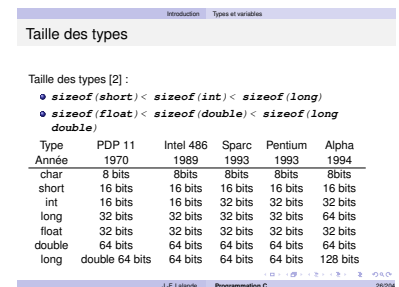 Introduction Types et variables
Taille des types
Taille des types [2] :
sizeof(short)< sizeof(int)< sizeof(long)
sizeof(float)< sizeof(double)< sizeof(long
double)
Type PDP 11 Intel 486 Sparc Pentium Alpha
Année 1970 1989 1993 1993 1994
char 8 bits 8bits 8bits 8bits 8bits
short 16 bits 16 bits 16 bits 16 bits 16 bits
int 16 bits 16 bits 32 bits 32 bits 32 bits
long 32 bits 32 bits 32 bits 32 bits 64 bits
float 32 bits 32 bits 32 bits 32 bits 32 bits
double 64 bits 64 bits 64 bits 64 bits 64 bits
long double 64 bits 64 bits 64 bits 64 bits 128 bits
J.-F. Lalande Programmation C 26/204